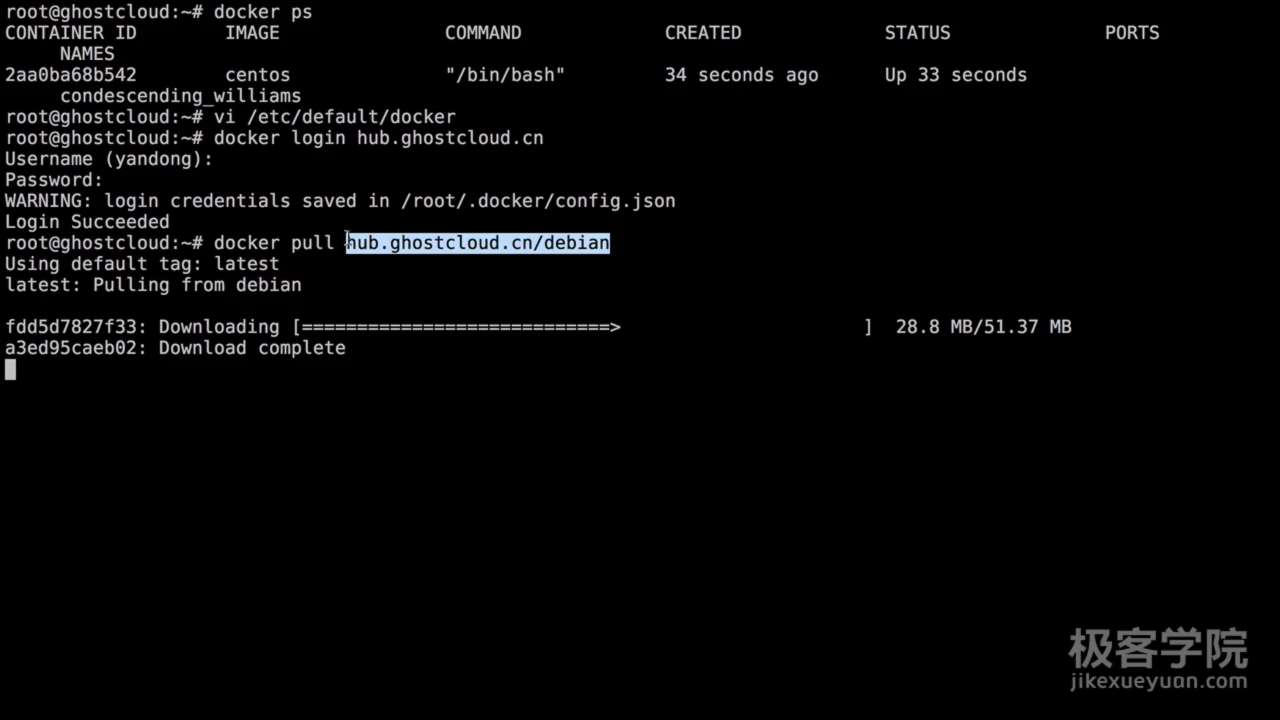 root@ghostcloud:~# docker ps
CONTAINER ID        IMAGE               COMMAND             CREATED             STATUS              PORTS
     NAMES
2aa0ba68b542        centos              "/bin/bash"         34 seconds ago      Up 33 seconds
     condescending_williams
root@ghostcloud:~# vi /etc/default/docker
root@ghostcloud:~# docker login hub.ghostcloud.cn
Username (yandong):
Password:
WARNING: login credentials saved in /root/.docker/config.json
Login Succeeded
root@ghostcloud:~# docker pull hub.ghostcloud.cn/debian
Using default tag: latest
latest: Pulling from debian
fdd5d7827f33: Downloading [============================>                      ]  28.8 MB/51.37 MB
a3ed95caeb02: Download complete
极客学院
jikexueyuan.com